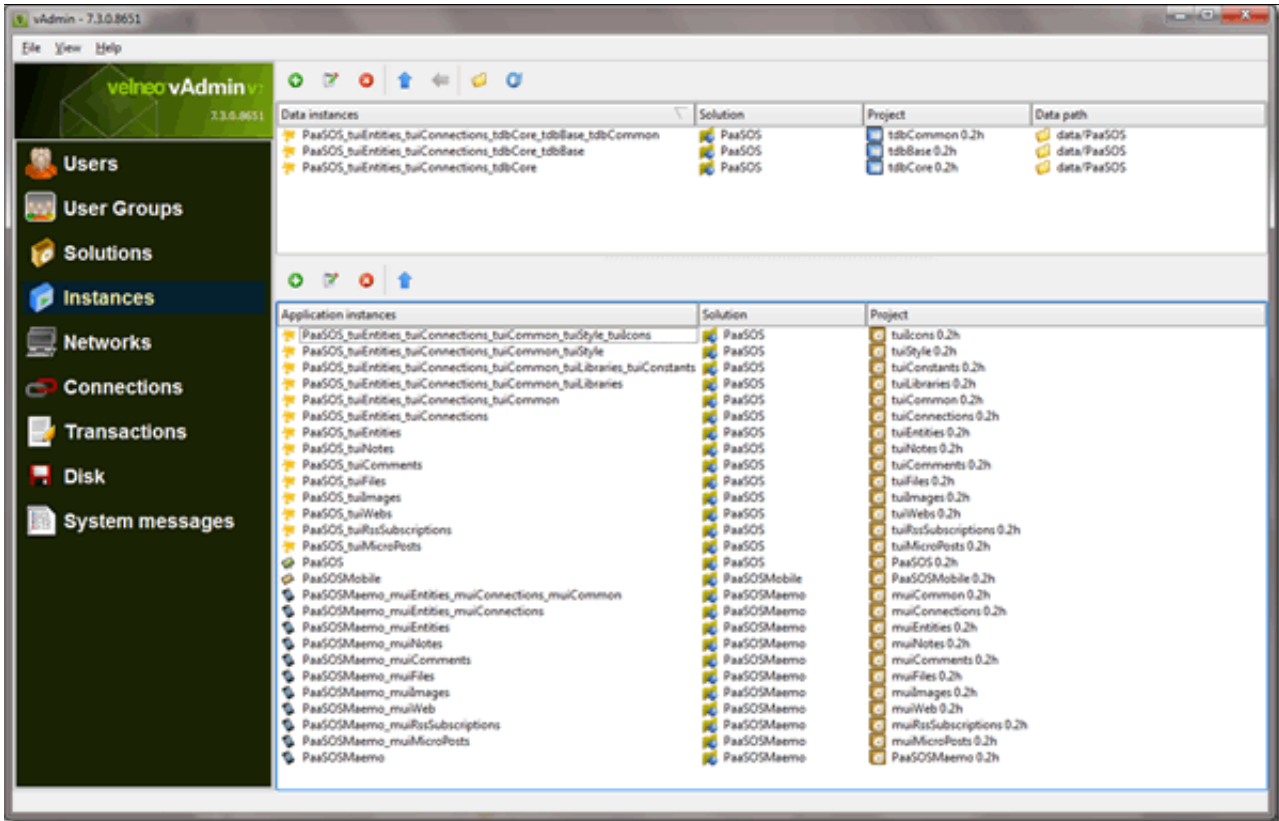 vAdmin - 7.3.0.8651
File View Help
velneo vAdmin v7
7.3.0.8651
Users
User Groups
Solutions
Instances
Networks
Connections
Transactions
Disk
System messages
Data instances Solution Project Data path
PaaSOS_tuiEntities_tuiConnections_tdbCore_tdbBase_tdbCommon PaaSOS tdbCommon 0.2h data/PaaSOS
PaaSOS_tuiEntities_tuiConnections_tdbCore_tdbBase PaaSOS tdbBase 0.2h data/PaaSOS
PaaSOS_tuiEntities_tuiConnections_tdbCore PaaSOS tdbCore 0.2h data/PaaSOS
Application instances Solution Project
PaaSOS_tuiEntities_tuiConnections_tuiCommon_tuiStyle_tuiIcons PaaSOS tuiIcons 0.2h
PaaSOS_tuiEntities_tuiConnections_tuiCommon_tuiStyle PaaSOS tuiStyle 0.2h
PaaSOS_tuiEntities_tuiConnections_tuiCommon_tuiLibraries_tuiConstants PaaSOS tuiConstants 0.2h
PaaSOS_tuiEntities_tuiConnections_tuiCommon_tuiLibraries PaaSOS tuiLibraries 0.2h
PaaSOS_tuiEntities_tuiConnections_tuiCommon PaaSOS tuiCommon 0.2h
PaaSOS_tuiEntities_tuiConnections PaaSOS tuiConnections 0.2h
PaaSOS_tuiEntities PaaSOS tuiEntities 0.2h
PaaSOS_tuiNotes PaaSOS tuiNotes 0.2h
PaaSOS_tuiComments PaaSOS tuiComments 0.2h
PaaSOS_tuiFiles PaaSOS tuiFiles 0.2h
PaaSOS_tuiImages PaaSOS tuiImages 0.2h
PaaSOS_tuiWebs PaaSOS tuiWebs 0.2h
PaaSOS_tuiRssSubscriptions PaaSOS tuiRssSubscriptions 0.2h
PaaSOS_tuiMicroPosts PaaSOS tuiMicroPosts 0.2h
PaaSOS PaaSOS PaaSOS 0.2h
PaaSOSMobile PaaSOSMobile PaaSOSMobile 0.2h
PaaSOSMaemo_muiEntities_muiConnections_muiCommon PaaSOSMaemo muiCommon 0.2h
PaaSOSMaemo_muiEntities_muiConnections PaaSOSMaemo muiConnections 0.2h
PaaSOSMaemo_muiEntities PaaSOSMaemo muiEntities 0.2h
PaaSOSMaemo_muiNotes PaaSOSMaemo muiNotes 0.2h
PaaSOSMaemo_muiComments PaaSOSMaemo muiComments 0.2h
PaaSOSMaemo_muiFiles PaaSOSMaemo muiFiles 0.2h
PaaSOSMaemo_muiImages PaaSOSMaemo muiImages 0.2h
PaaSOSMaemo_muiWeb PaaSOSMaemo muiWeb 0.2h
PaaSOSMaemo_muiRssSubscriptions PaaSOSMaemo muiRssSubscriptions 0.2h
PaaSOSMaemo_muiMicroPosts PaaSOSMaemo muiMicroPosts 0.2h
PaaSOSMaemo PaaSOSMaemo PaaSOSMaemo 0.2h